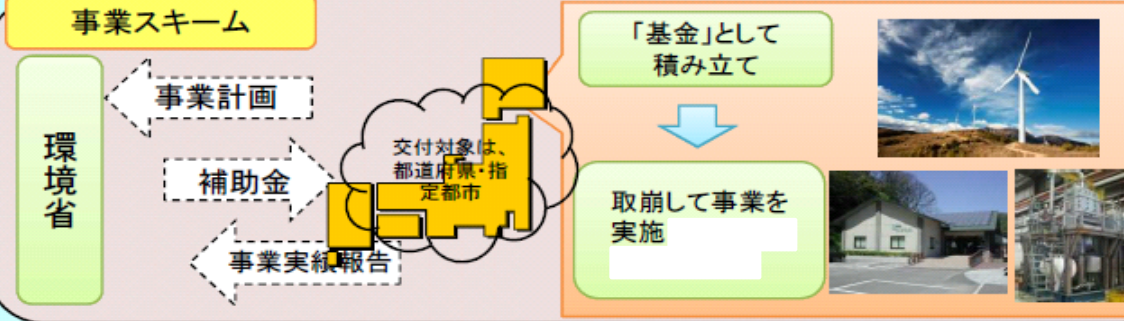 事業スキーム
環境省
事業計画
補助金
事業実績報告
交付対象は、
都道府県・指
定都市
「基金」として
積み立て
取崩して事業を
実施